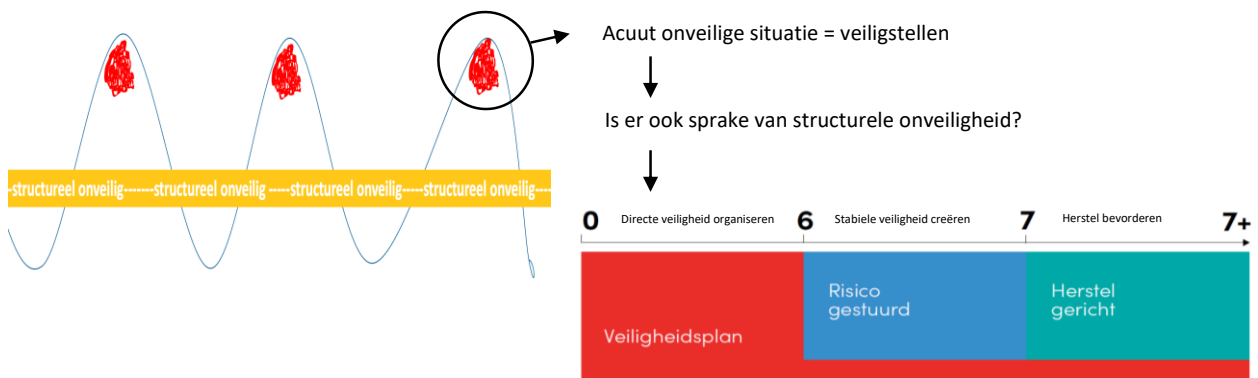 Acuut onveilige situatie = veiligstellen
Is er ook sprake van structurele onveiligheid?
-structureel onveilig-------structureel onveilig -----structureel onveilig-----structureel onveilig----
0 Directe veiligheid organiseren 6 Stabiele veiligheid creëren 7 Herstel bevorderen 7+
Risico
gestuurd
Herstel
gericht
Veiligheidsplan